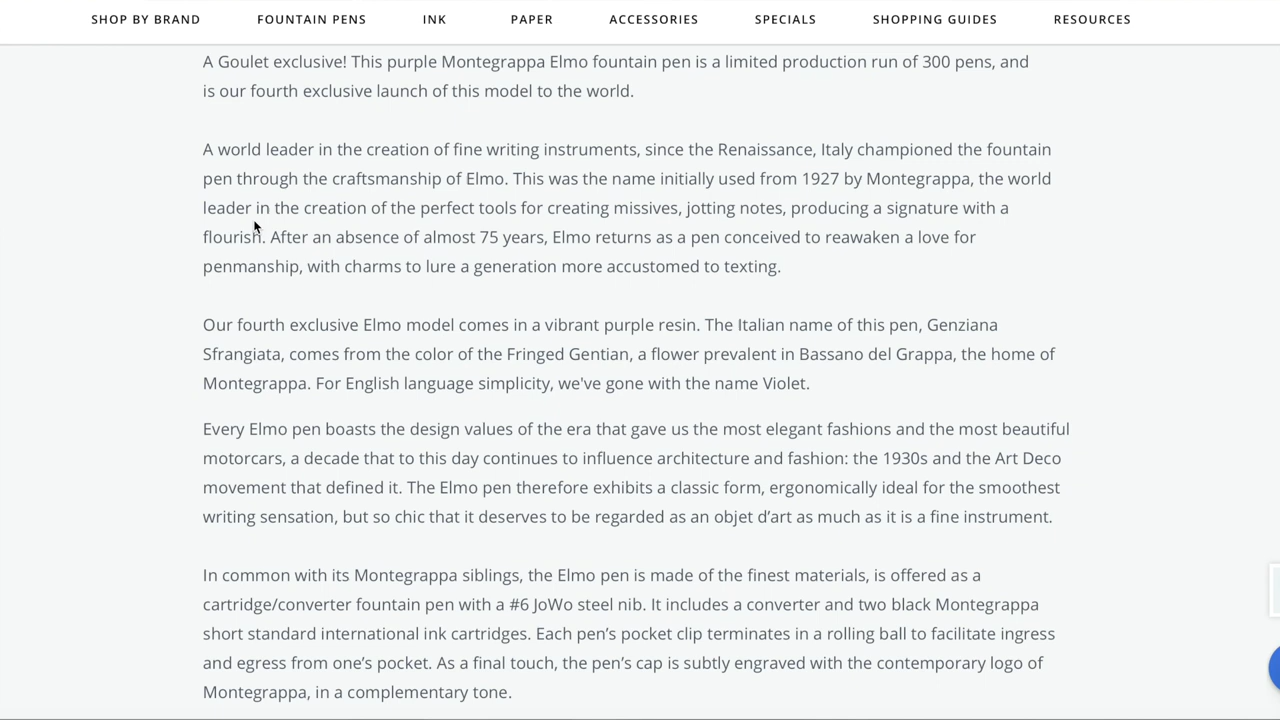 SHOP BY BRAND FOUNTAIN PENS INK PAPER ACCESSORIES SPECIALS SHOPPING GUIDES RESOURCES
A Goulet exclusive! This purple Montegrappa Elmo fountain pen is a limited production run of 300 pens, and
is our fourth exclusive launch of this model to the world.
A world leader in the creation of fine writing instruments, since the Renaissance, Italy championed the fountain
pen through the craftsmanship of Elmo. This was the name initially used from 1927 by Montegrappa, the world
leader in the creation of the perfect tools for creating missives, jotting notes, producing a signature with a
flourish. After an absence of almost 75 years, Elmo returns as a pen conceived to reawaken a love for
penmanship, with charms to lure a generation more accustomed to texting.
Our fourth exclusive Elmo model comes in a vibrant purple resin. The Italian name of this pen, Genziana
Sfrangiata, comes from the color of the Fringed Gentian, a flower prevalent in Bassano del Grappa, the home of
Montegrappa. For English language simplicity, we've gone with the name Violet.
Every Elmo pen boasts the design values of the era that gave us the most elegant fashions and the most beautiful
motorcars, a decade that to this day continues to influence architecture and fashion: the 1930s and the Art Deco
movement that defined it. The Elmo pen therefore exhibits a classic form, ergonomically ideal for the smoothest
writing sensation, but so chic that it deserves to be regarded as an objet d’art as much as it is a fine instrument.
In common with its Montegrappa siblings, the Elmo pen is made of the finest materials, is offered as a
cartridge/converter fountain pen with a #6 JoWo steel nib. It includes a converter and two black Montegrappa
short standard international ink cartridges. Each pen’s pocket clip terminates in a rolling ball to facilitate ingress
and egress from one’s pocket. As a final touch, the pen’s cap is subtly engraved with the contemporary logo of
Montegrappa, in a complementary tone.